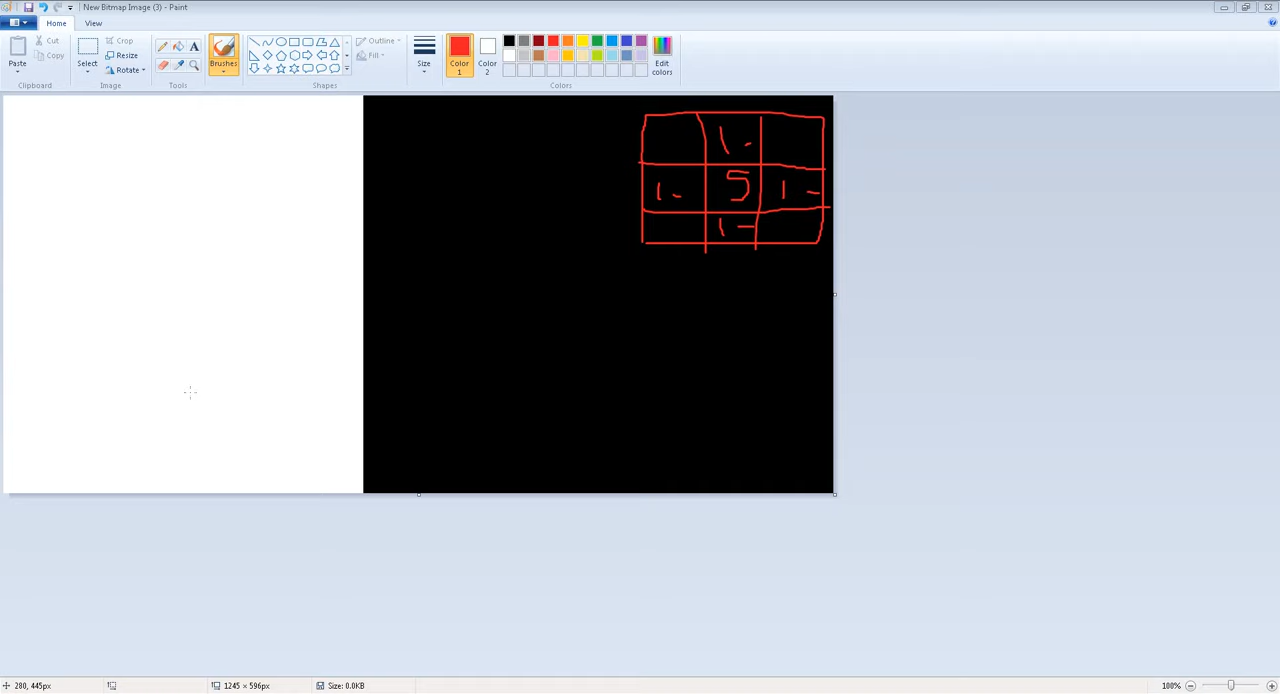 New Bitmap Image (3) - Paint
Home View
Paste
Cut
Copy
Clipboard
Select
Crop
Resize
Rotate
Image
A
Tools
Brushes
Shapes
Outline
Fill
Size
Color 1
Color 2
Edit colors
Colors
1 -
1 - 5 1 -
1 -
280, 445px
1245 × 596px
Size: 0.0KB
100%